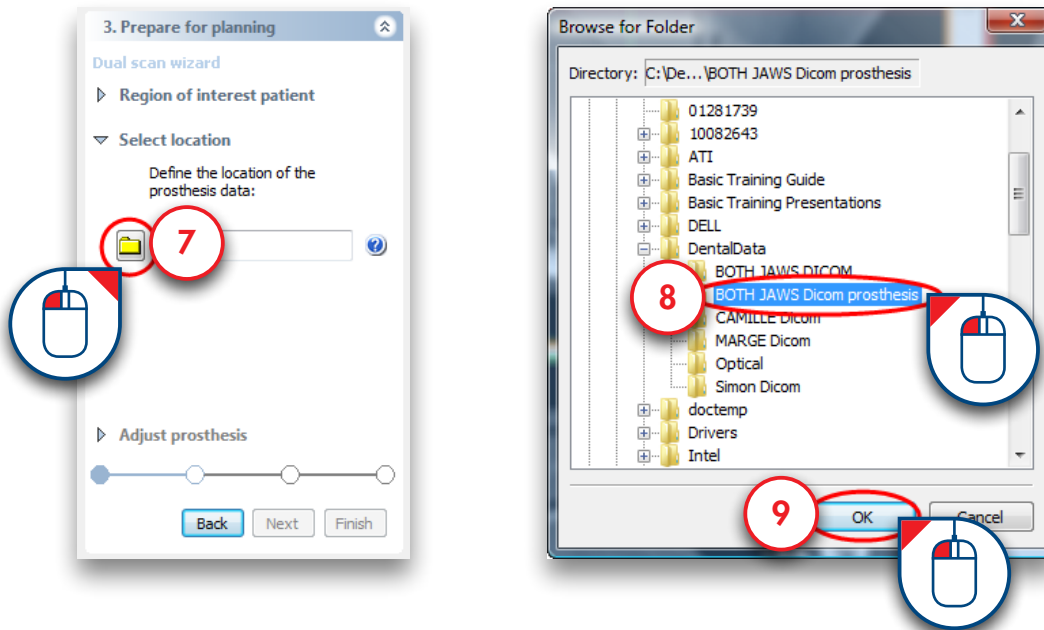 3. Prepare for planning
Dual scan wizard
Region of interest patient
Select location
Define the location of the
prosthesis data:
7
Adjust prosthesis
Back
Next
Finish
Browse for Folder
Directory: C:\De...\BOTH JAWS Dicom prosthesis
01281739
10082643
ATI
Basic Training Guide
Basic Training Presentations
DELL
DentalData
BOTH JAWS DICOM
8
BOTH JAWS Dicom prosthesis
CAMILLE Dicom
MARGE Dicom
Optical
Simon Dicom
doctemp
Drivers
Intel
9
OK
Cancel